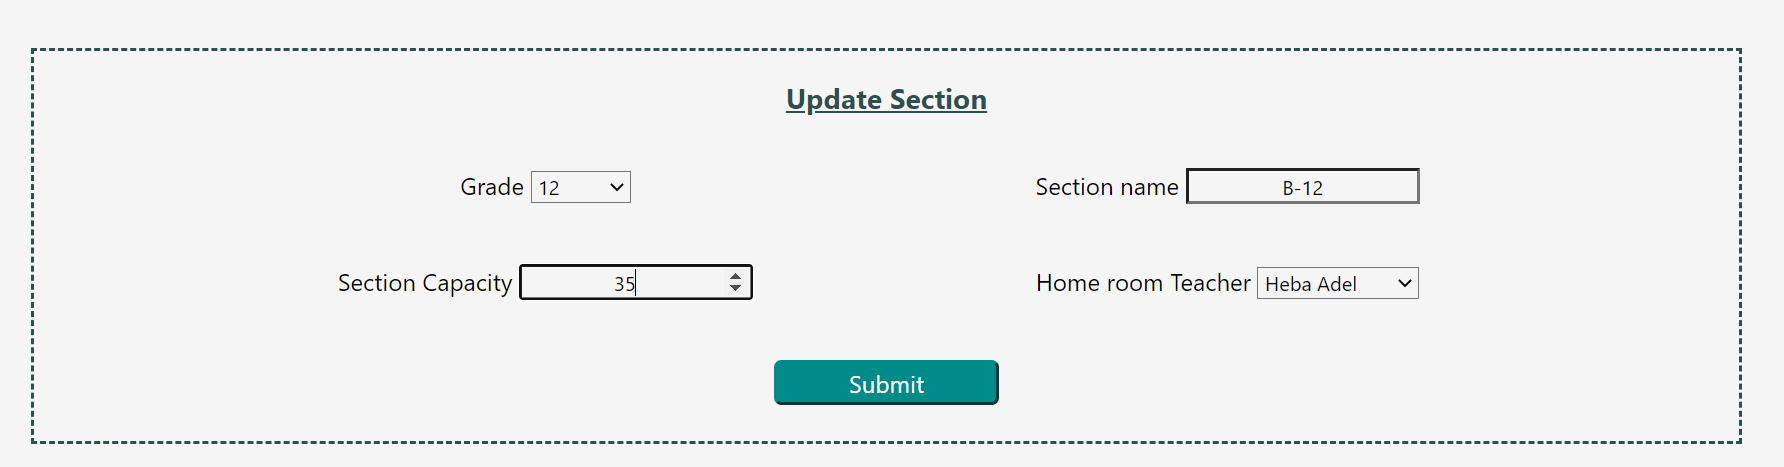 Update Section
Grade 12 Section name B-12
Section Capacity 35 Home room Teacher Heba Adel
Submit